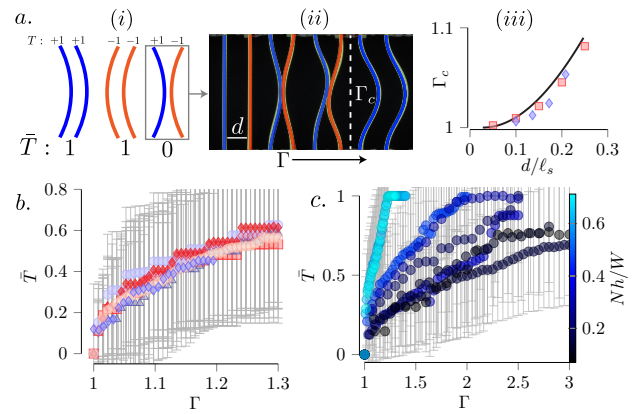 a. (i) (ii) (iii)
T : +1 +1 −1 −1 +1 −1
T̄ : 1 1 0
d
Γc
Γ
1.1
Γc
1
0 0.1 0.2 0.3
d/ℓs
b.
0.8
0.6
T̄
0.4
0.2
0
1 1.1 1.2 1.3
Γ
c.
1
T̄
0.5
0
1 1.5 2 2.5 3
Γ
0.6
0.4
0.2
Nh/W